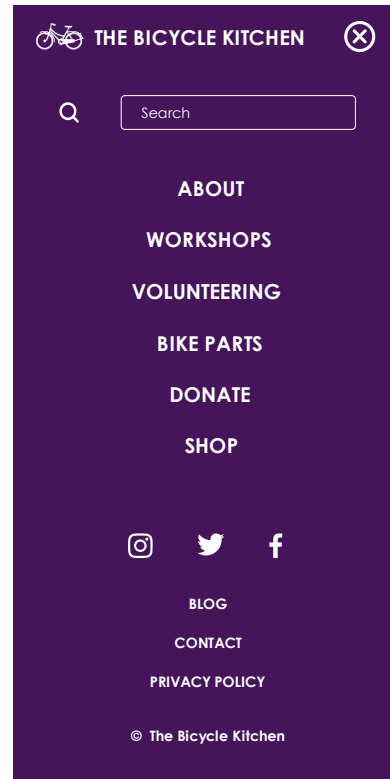 THE BICYCLE KITCHEN
Search
ABOUT
WORKSHOPS
VOLUNTEERING
BIKE PARTS
DONATE
SHOP
BLOG
CONTACT
PRIVACY POLICY
© The Bicycle Kitchen